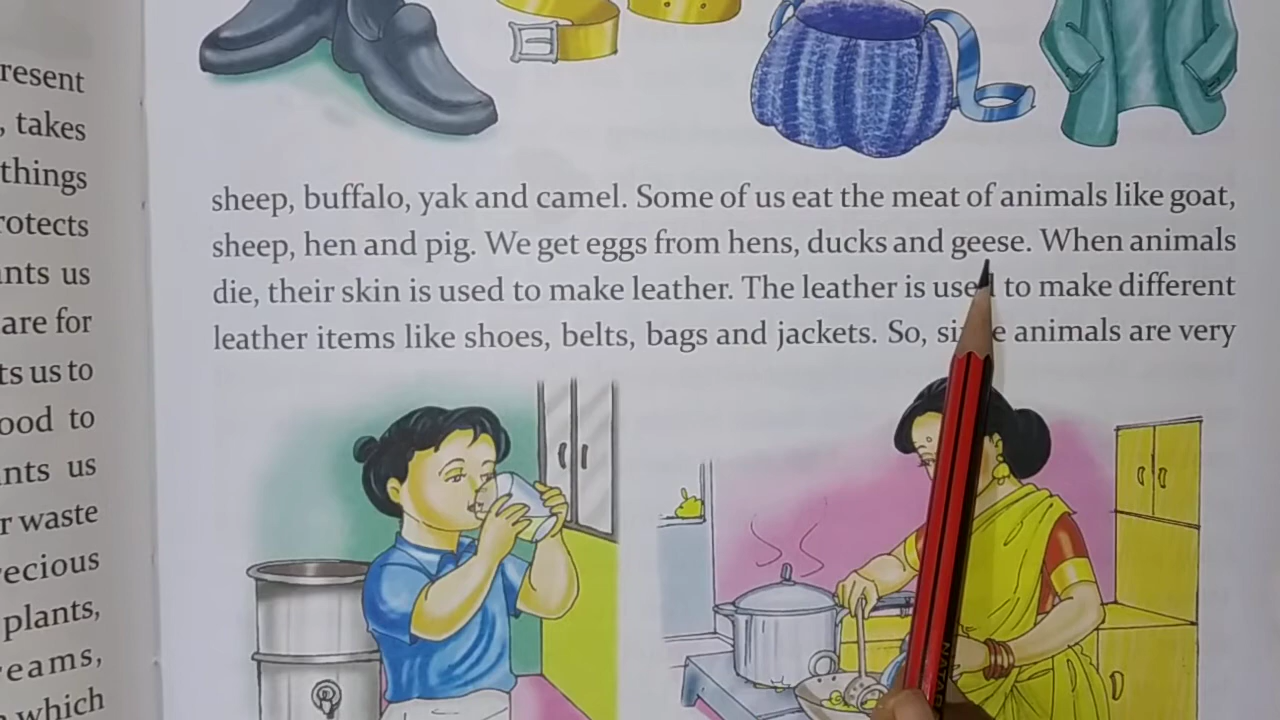 resent
, takes
things
rotects
nts us
are for
ts us to
ood to
nts us
r waste
recious
plants,
reams,
which
sheep, buffalo, yak and camel. Some of us eat the meat of animals like goat,
sheep, hen and pig. We get eggs from hens, ducks and geese. When animals
die, their skin is used to make leather. The leather is used to make different
leather items like shoes, belts, bags and jackets. So, since animals are very